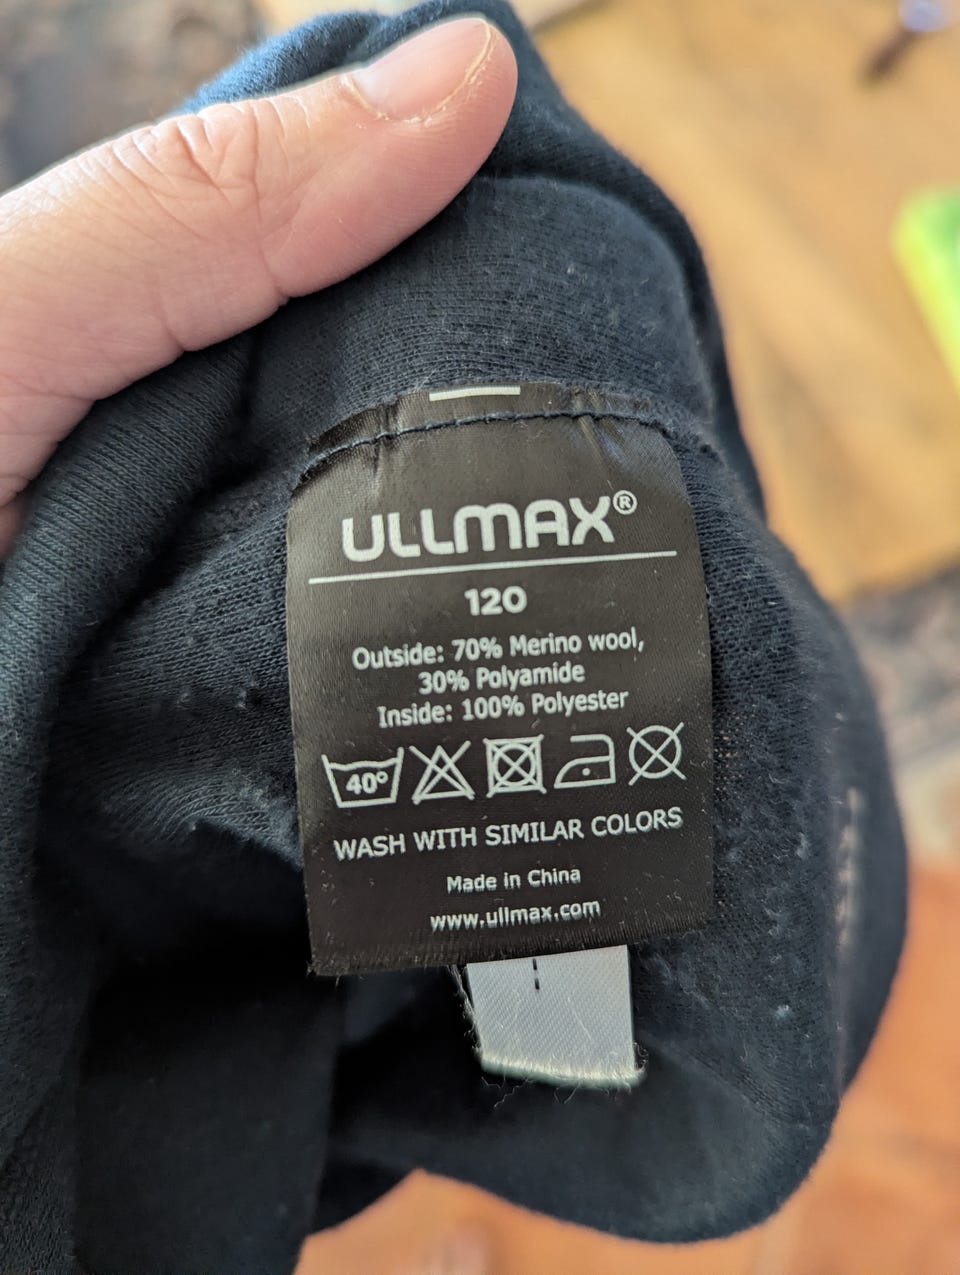 ULLMAX®
120
Outside: 70% Merino wool,
30% Polyamide
Inside: 100% Polyester
40°
WASH WITH SIMILAR COLORS
Made in China
www.ullmax.com